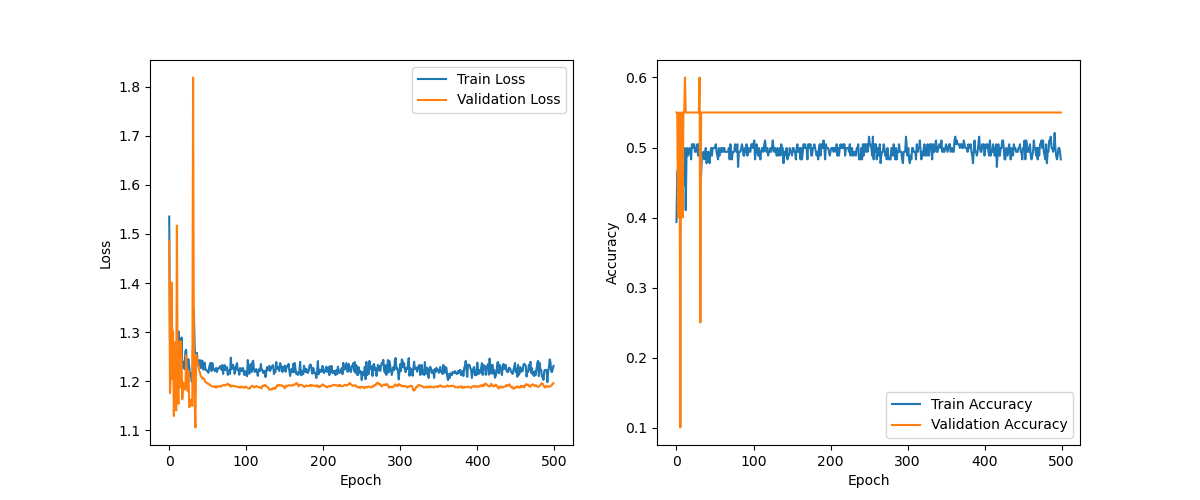 1.8
1.7
1.6
1.5
1.4
1.3
1.2
1.1
Loss
0 100 200 300 400 500
Epoch
Train Loss
Validation Loss
0.6
0.5
0.4
0.3
0.2
0.1
Accuracy
0 100 200 300 400 500
Epoch
Train Accuracy
Validation Accuracy